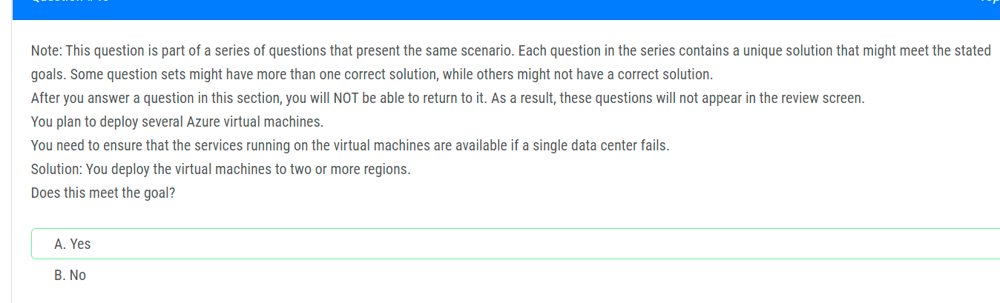 Note: This question is part of a series of questions that present the same scenario. Each question in the series contains a unique solution that might meet the stated
goals. Some question sets might have more than one correct solution, while others might not have a correct solution.
After you answer a question in this section, you will NOT be able to return to it. As a result, these questions will not appear in the review screen.
You plan to deploy several Azure virtual machines.
You need to ensure that the services running on the virtual machines are available if a single data center fails.
Solution: You deploy the virtual machines to two or more regions.
Does this meet the goal?
A. Yes
B. No